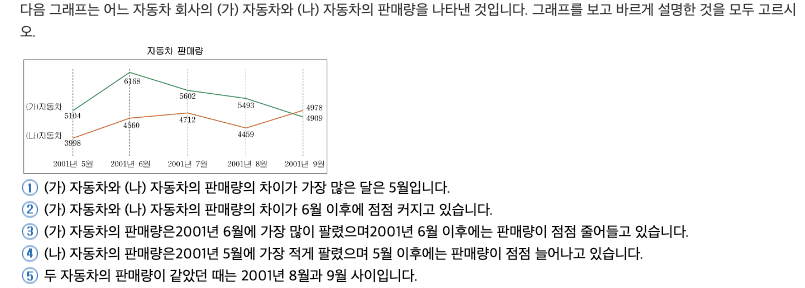 다음 그래프는 어느 자동차 회사의 (가) 자동차와 (나) 자동차의 판매량을 나타낸 것입니다. 그래프를 보고 바르게 설명한 것을 모두 고르시
오.
자동차 판매량
6168
5602
5493
4978
(가)자동차
5104
4909
4560
4712
(나)자동차
4459
3998
2001년 5월 2001년 6월 2001년 7월 2001년 8월 2001년 9월
① (가) 자동차와 (나) 자동차의 판매량의 차이가 가장 많은 달은 5월입니다.
② (가) 자동차와 (나) 자동차의 판매량의 차이가 6월 이후에 점점 커지고 있습니다.
③ (가) 자동차의 판매량은2001년 6월에 가장 많이 팔렸으며2001년 6월 이후에는 판매량이 점점 줄어들고 있습니다.
④ (나) 자동차의 판매량은2001년 5월에 가장 적게 팔렸으며 5월 이후에는 판매량이 점점 늘어나고 있습니다.
⑤ 두 자동차의 판매량이 같았던 때는 2001년 8월과 9월 사이입니다.